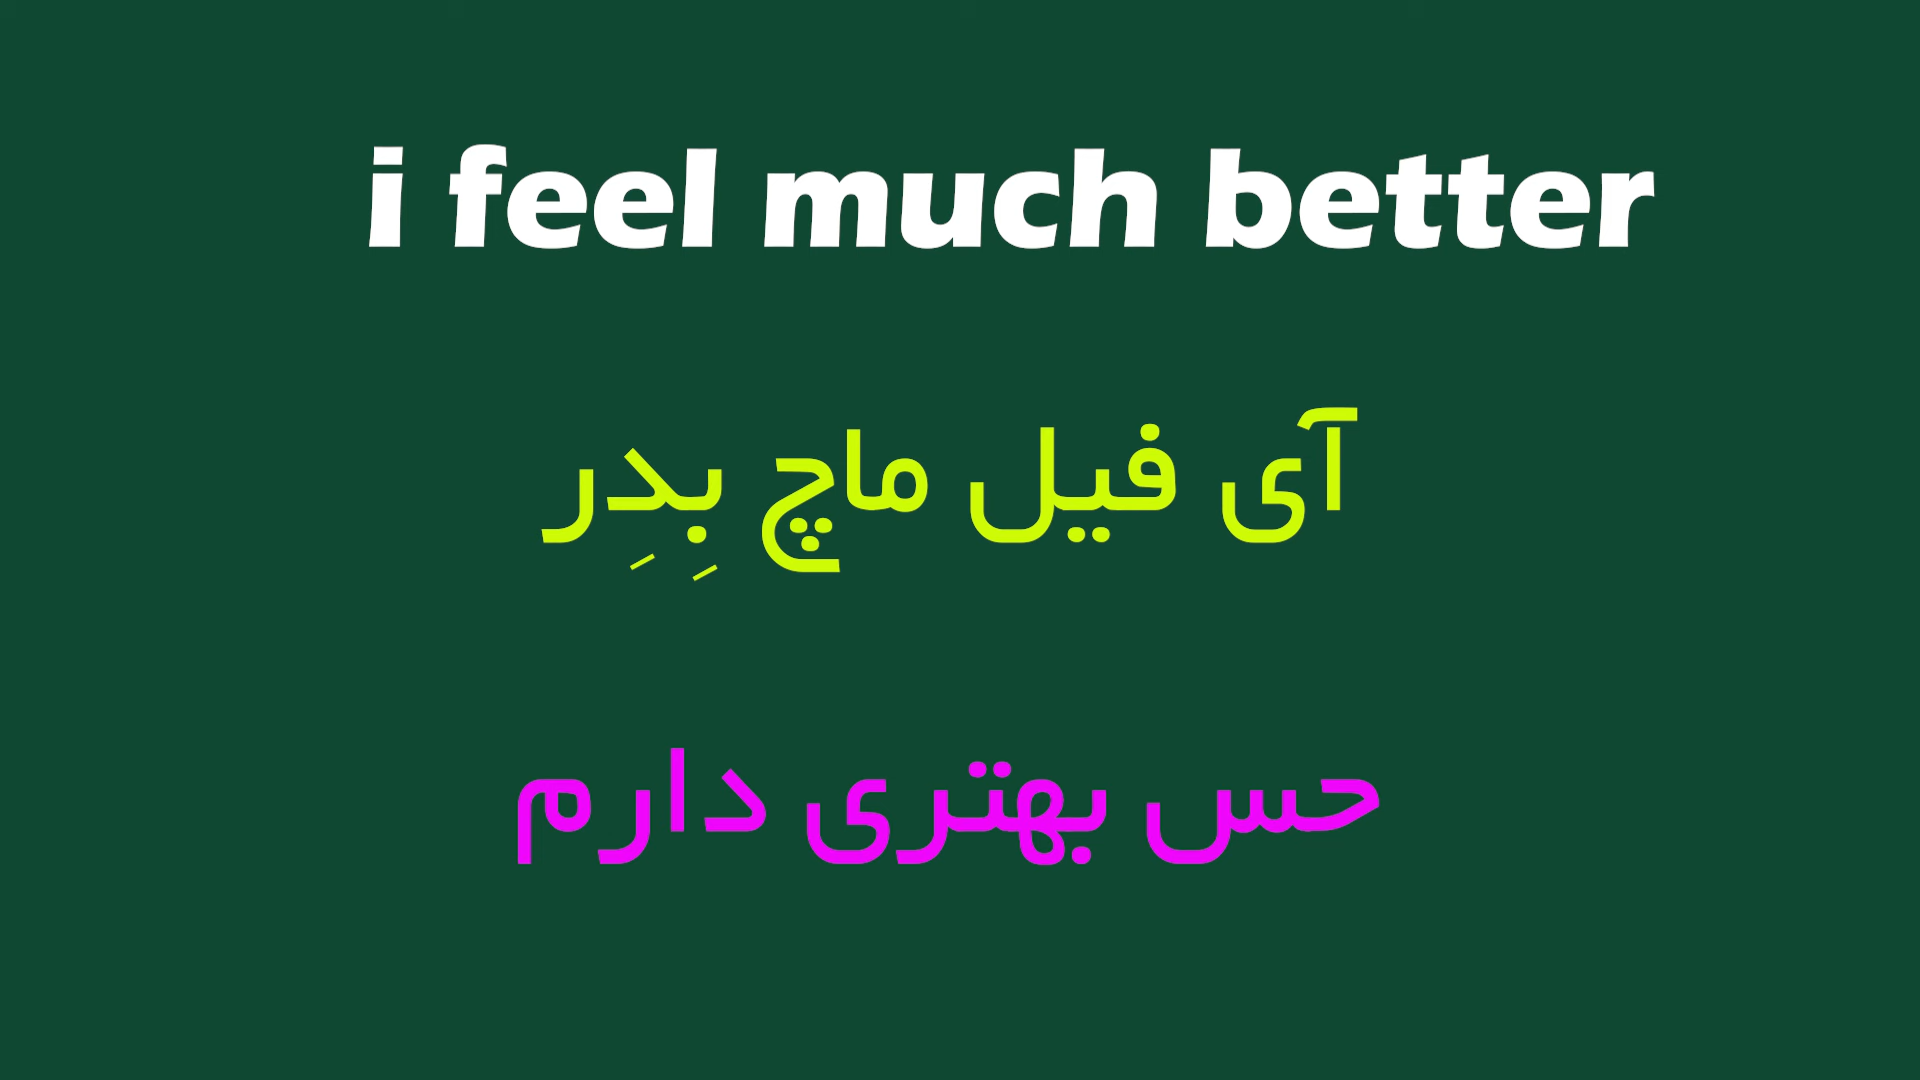 i feel much better
آی فیل ماچ بِدِر
حس بهتری دارم